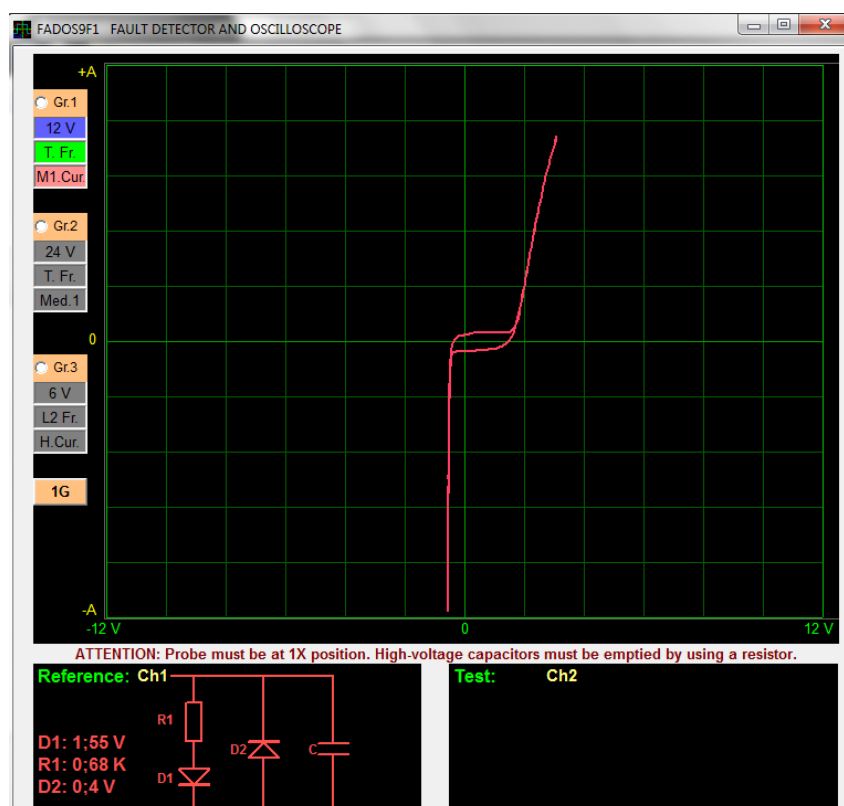 FADOS9F1 FAULT DETECTOR AND OSCILLOSCOPE
+A
Gr.1
12 V
T. Fr.
M1.Cur.
Gr.2
24 V
T. Fr.
Med.1
0
Gr.3
6 V
L2 Fr.
H.Cur.
1G
-A
-12 V 0 12 V
ATTENTION: Probe must be at 1X position. High-voltage capacitors must be emptied by using a resistor.
Reference: Ch1
Test: Ch2
R1
D1: 1;55 V
D2
C
R1: 0;68 K
D1
D2: 0;4 V